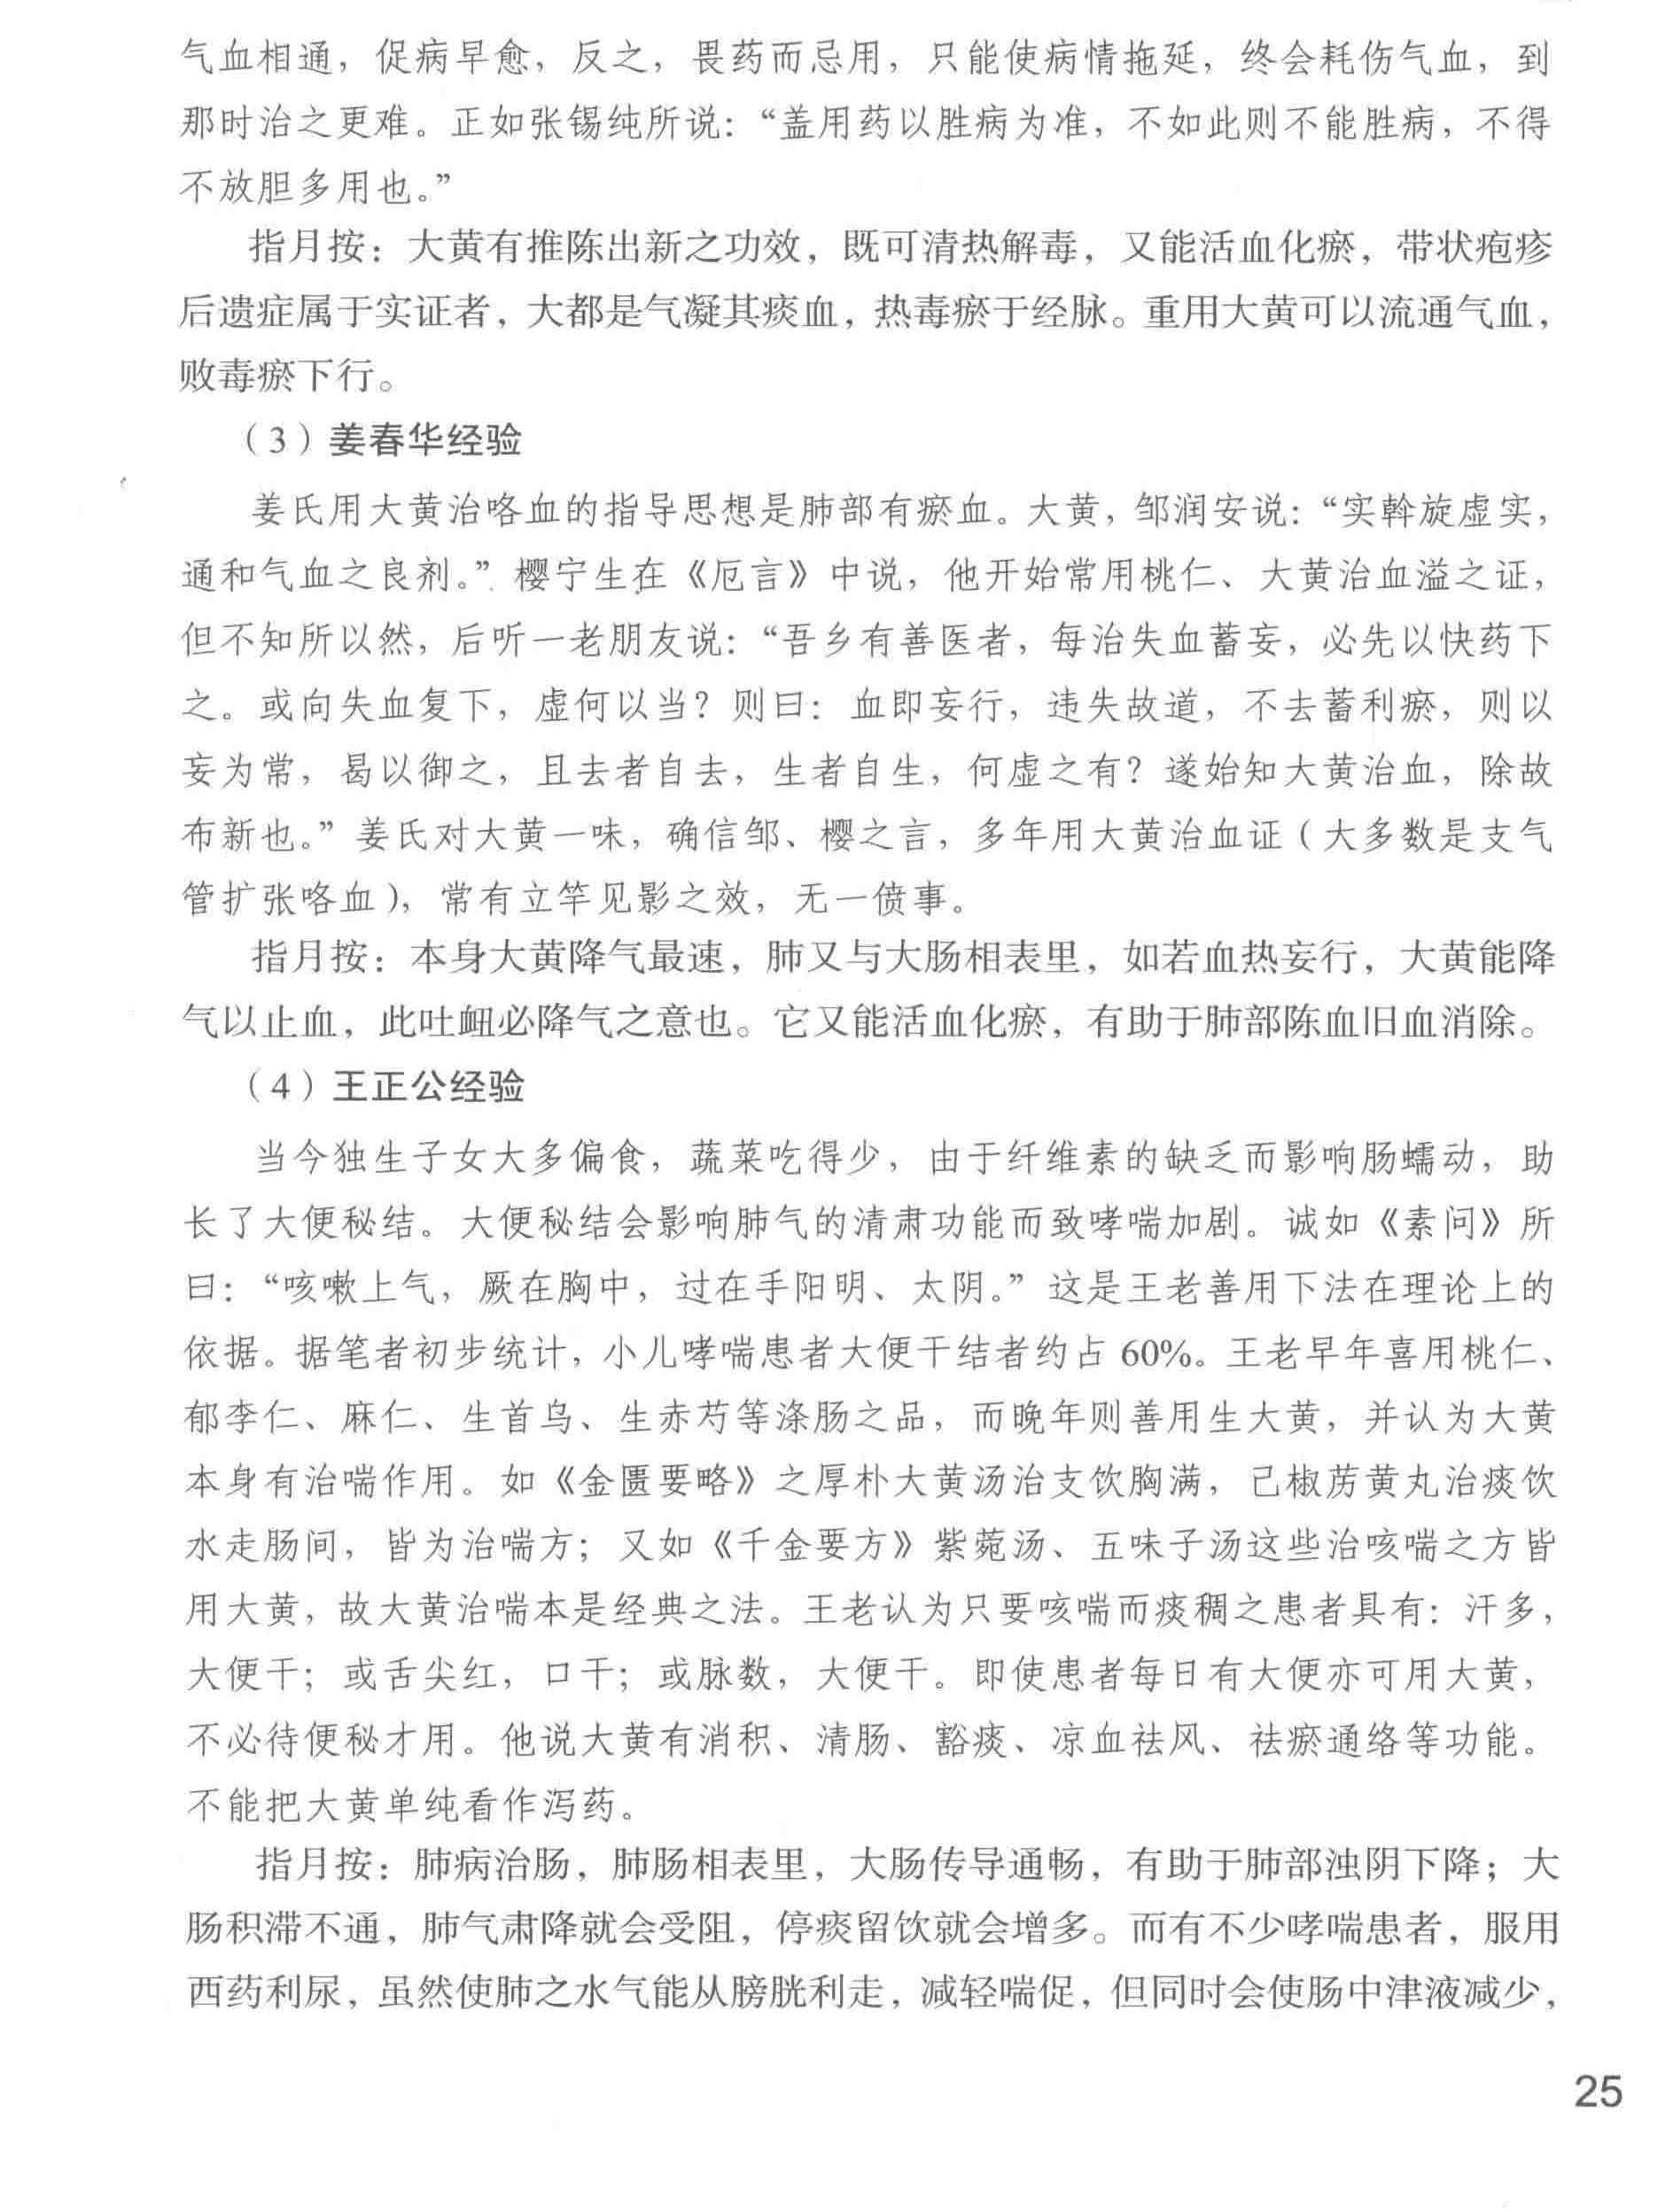 气血相通，促病早愈，反之，畏药而忌用，只能使病情拖延，终会耗伤气血，到
那时治之更难。正如张锡纯所说：“盖用药以胜病为准，不如此则不能胜病，不得
不放胆多用也。”
指月按：大黄有推陈出新之功效，既可清热解毒，又能活血化瘀，带状疱疹
后遗症属于实证者，大都是气凝其痰血，热毒瘀于经脉。重用大黄可以流通气血，
败毒瘀下行。
（3）姜春华经验
姜氏用大黄治咯血的指导思想是肺部有瘀血。大黄，邹润安说：“实斡旋虚实，
通和气血之良剂。”樱宁生在《厄言》中说，他开始常用桃仁、大黄治血溢之证，
但不知所以然，后听一老朋友说：“吾乡有善医者，每治失血蓄妄，必先以快药下
之。或向失血复下，虚何以当？则曰：血即妄行，违失故道，不去蓄利瘀，则以
妄为常，曷以御之，且去者自去，生者自生，何虚之有？遂始知大黄治血，除故
布新也。”姜氏对大黄一味，确信邹、樱之言，多年用大黄治血证（大多数是支气
管扩张咯血），常有立竿见影之效，无一偾事。
指月按：本身大黄降气最速，肺又与大肠相表里，如若血热妄行，大黄能降
气以止血，此吐衄必降气之意也。它又能活血化瘀，有助于肺部陈血旧血消除。
（4）王正公经验
当今独生子女大多偏食，蔬菜吃得少，由于纤维素的缺乏而影响肠蠕动，助
长了大便秘结。大便秘结会影响肺气的清肃功能而致哮喘加剧。诚如《素问》所
曰：“咳嗽上气，厥在胸中，过在手阳明、太阴。”这是王老善用下法在理论上的
依据。据笔者初步统计，小儿哮喘患者大便干结者约占 60%。王老早年喜用桃仁、
郁李仁、麻仁、生首乌、生赤芍等涤肠之品，而晚年则善用生大黄，并认为大黄
本身有治喘作用。如《金匮要略》之厚朴大黄汤治支饮胸满，己椒苈黄丸治痰饮
水走肠间，皆为治喘方；又如《千金要方》紫菀汤、五味子汤这些治咳喘之方皆
用大黄，故大黄治喘本是经典之法。王老认为只要咳喘而痰稠之患者具有：汗多，
大便干；或舌尖红，口干；或脉数，大便干。即使患者每日有大便亦可用大黄，
不必待便秘才用。他说大黄有消积、清肠、豁痰、凉血祛风、祛瘀通络等功能。
不能把大黄单纯看作泻药。
指月按：肺病治肠，肺肠相表里，大肠传导通畅，有助于肺部浊阴下降；大
肠积滞不通，肺气肃降就会受阻，停痰留饮就会增多。而有不少哮喘患者，服用
西药利尿，虽然使肺之水气能从膀胱利走，减轻喘促，但同时会使肠中津液减少，
25